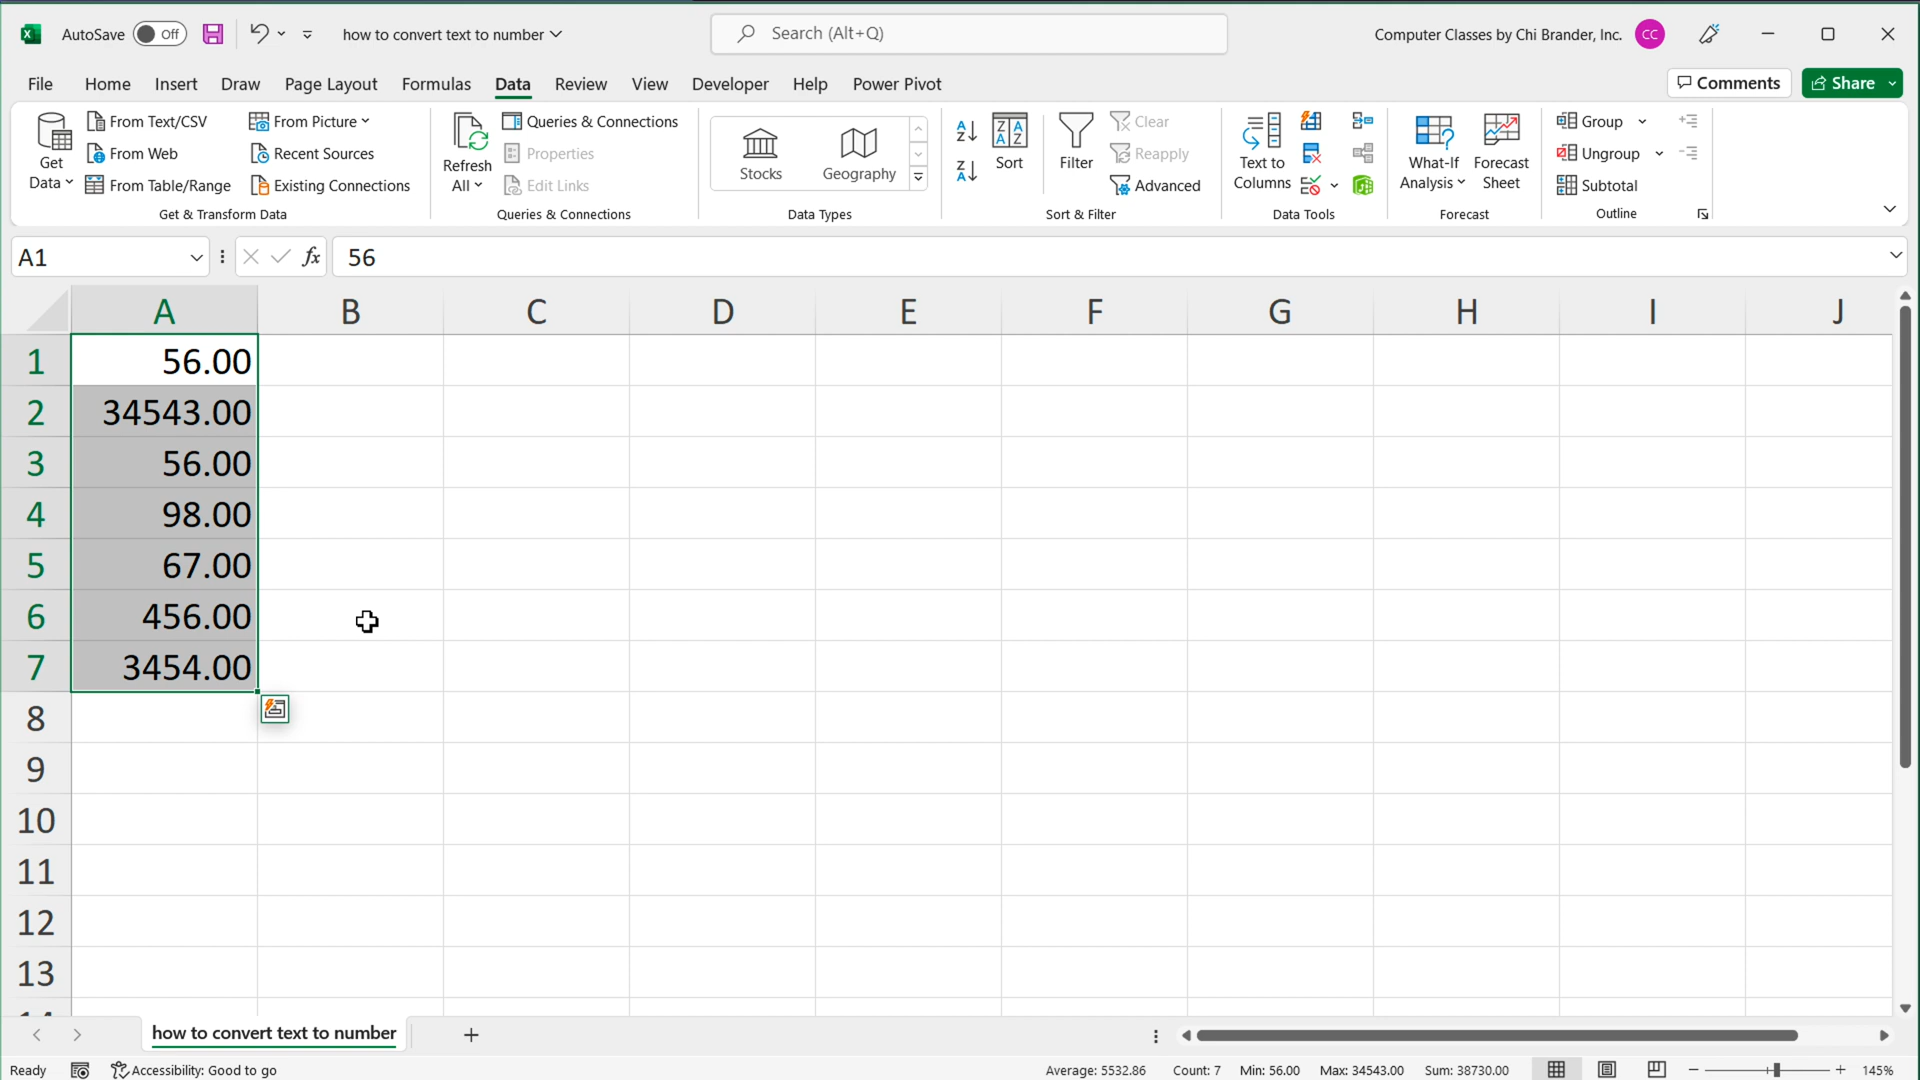 AutoSave Off how to convert text to number Search (Alt+Q) Computer Classes by Chi Brander, Inc. CC
File Home Insert Draw Page Layout Formulas Data Review View Developer Help Power Pivot Comments Share
Get Data
From Text/CSV
From Web
From Table/Range
From Picture
Recent Sources
Existing Connections
Get & Transform Data
Refresh All
Queries & Connections
Properties
Edit Links
Queries & Connections
Stocks
Geography
Data Types
Sort
Filter
Clear
Reapply
Advanced
Sort & Filter
Text to
Columns
Data Tools
What-If
Analysis
Forecast
Sheet
Forecast
Group
Ungroup
Subtotal
Outline
A1 fx 56
A B C D E F G H I J
1 56.00
2 34543.00
3 56.00
4 98.00
5 67.00
6 456.00
7 3454.00
8
9
10
11
12
13
14
how to convert text to number
Ready Accessibility: Good to go Average: 5532.86 Count: 7 Min: 56.00 Max: 34543.00 Sum: 38730.00 145%